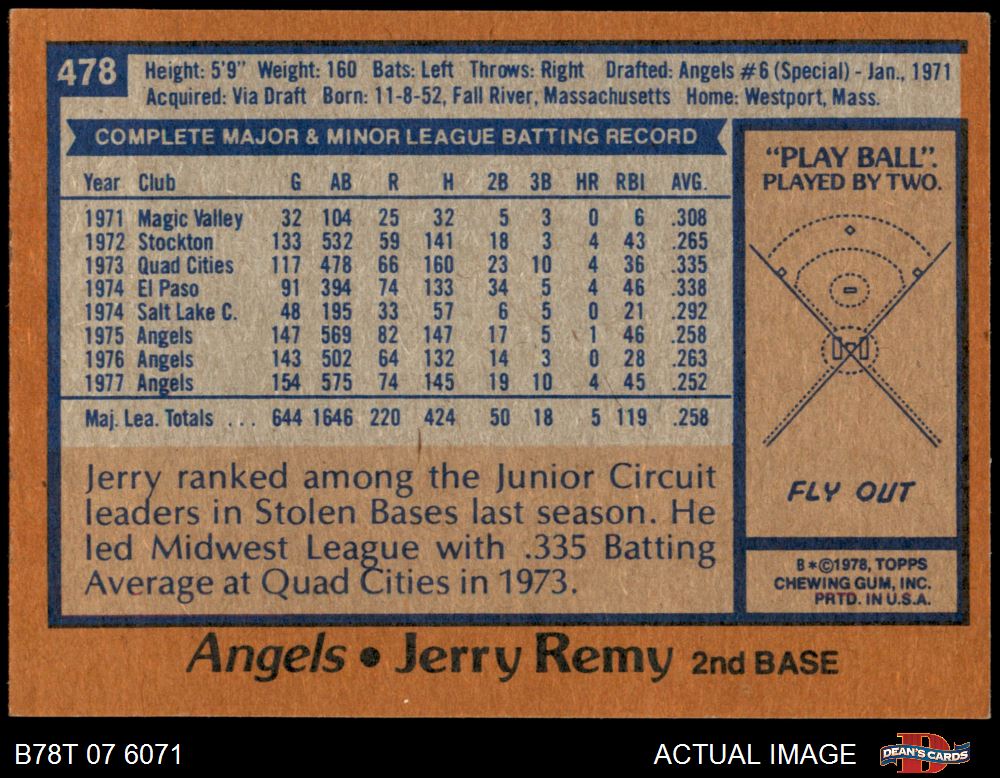 478
Height: 5'9" Weight: 160 Bats: Left Throws: Right Drafted: Angels #6 (Special) - Jan., 1971
Acquired: Via Draft Born: 11-8-52, Fall River, Massachusetts Home: Westport, Mass.
COMPLETE MAJOR & MINOR LEAGUE BATTING RECORD
Year Club G AB R H 2B 3B HR RBI AVG.
1971 Magic Valley 32 104 25 32 5 3 0 6 .308
1972 Stockton 133 532 59 141 18 3 4 43 .265
1973 Quad Cities 117 478 66 160 23 10 4 36 .335
1974 El Paso 91 394 74 133 34 5 4 46 .338
1974 Salt Lake C. 48 195 33 57 6 5 0 21 .292
1975 Angels 147 569 82 147 17 5 1 46 .258
1976 Angels 143 502 64 132 14 3 0 28 .263
1977 Angels 154 575 74 145 19 10 4 45 .252
Maj. Lea. Totals ... 644 1646 220 424 50 18 5 119 .258
Jerry ranked among the Junior Circuit
leaders in Stolen Bases last season. He
led Midwest League with .335 Batting
Average at Quad Cities in 1973.
"PLAY BALL".
PLAYED BY TWO.
FLY OUT
B*©1978, TOPPS
CHEWING GUM, INC.
PRTD. IN U.S.A.
Angels • Jerry Remy 2nd BASE
B78T 07 6071
ACTUAL IMAGE
DEAN'S CARDS